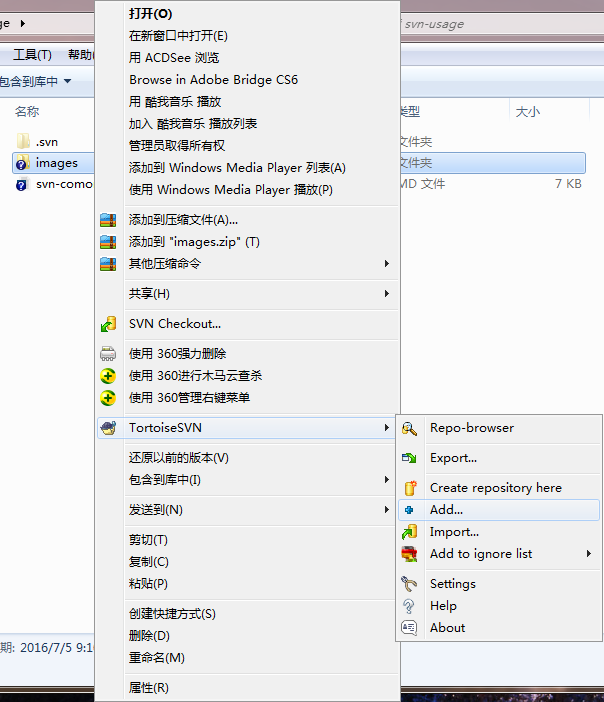 ge
svn-usage
工具(T) 帮助
包含到库中
名称
类型
大小
.svn
文件夹
images
文件夹
svn-como
MD 文件
7 KB
打开(O)
在新窗口中打开(E)
用 ACDSee 浏览
Browse in Adobe Bridge CS6
用 酷我音乐 播放
加入 酷我音乐 播放列表
管理员取得所有权
添加到 Windows Media Player 列表(A)
使用 Windows Media Player 播放(P)
添加到压缩文件(A)...
添加到 "images.zip" (T)
其他压缩命令
共享(H)
SVN Checkout...
使用 360强力删除
使用 360进行木马云查杀
使用 360管理右键菜单
TortoiseSVN
还原以前的版本(V)
包含到库中(I)
发送到(N)
剪切(T)
复制(C)
粘贴(P)
创建快捷方式(S)
删除(D)
重命名(M)
属性(R)
Repo-browser
Export...
Create repository here
Add...
Import...
Add to ignore list
Settings
Help
About
期: 2016/7/5 9:1